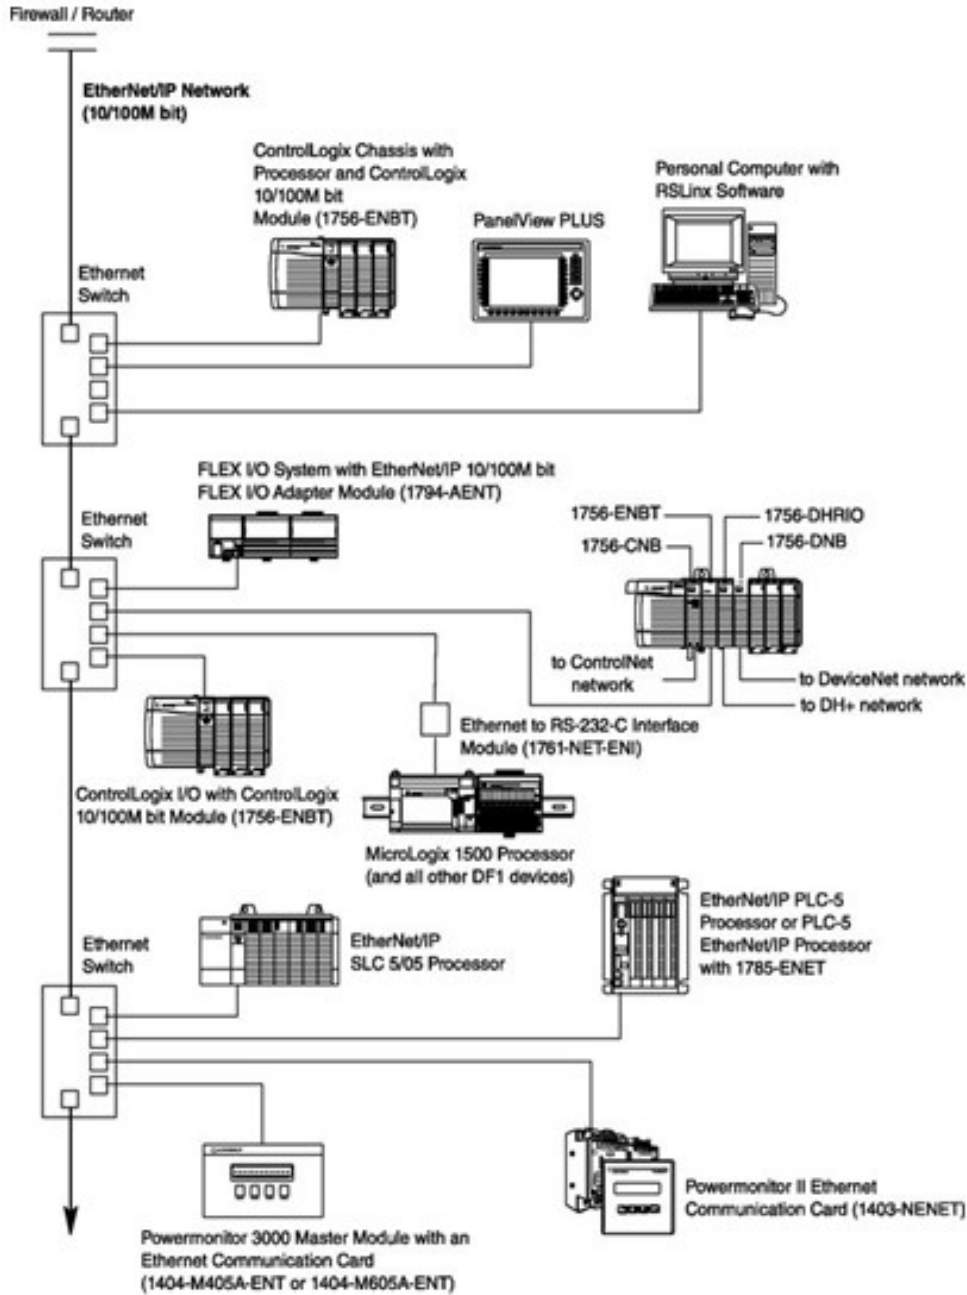 Firewall / Router
EtherNet/IP Network
(10/100M bit)
ControlLogix Chassis with
Processor and ControlLogix
10/100M bit
Module (1756-ENBT)
PanelView PLUS
Personal Computer with
RSLinx Software
Ethernet
Switch
FLEX I/O System with EtherNet/IP 10/100M bit
FLEX I/O Adapter Module (1794-AENT)
Ethernet
Switch
1756-ENBT
1756-CNB
1756-DHRIO
1756-DNB
to ControlNet
network
to DeviceNet network
to DH+ network
Ethernet to RS-232-C Interface
Module (1761-NET-ENI)
ControlLogix I/O with ControlLogix
10/100M bit Module (1756-ENBT)
MicroLogix 1500 Processor
(and all other DF1 devices)
Ethernet
Switch
EtherNet/IP
SLC 5/05 Processor
EtherNet/IP PLC-5
Processor or PLC-5
EtherNet/IP Processor
with 1785-ENET
Powermonitor II Ethernet
Communication Card (1403-NENET)
Powermonitor 3000 Master Module with an
Ethernet Communication Card
(1404-M405A-ENT or 1404-M605A-ENT)